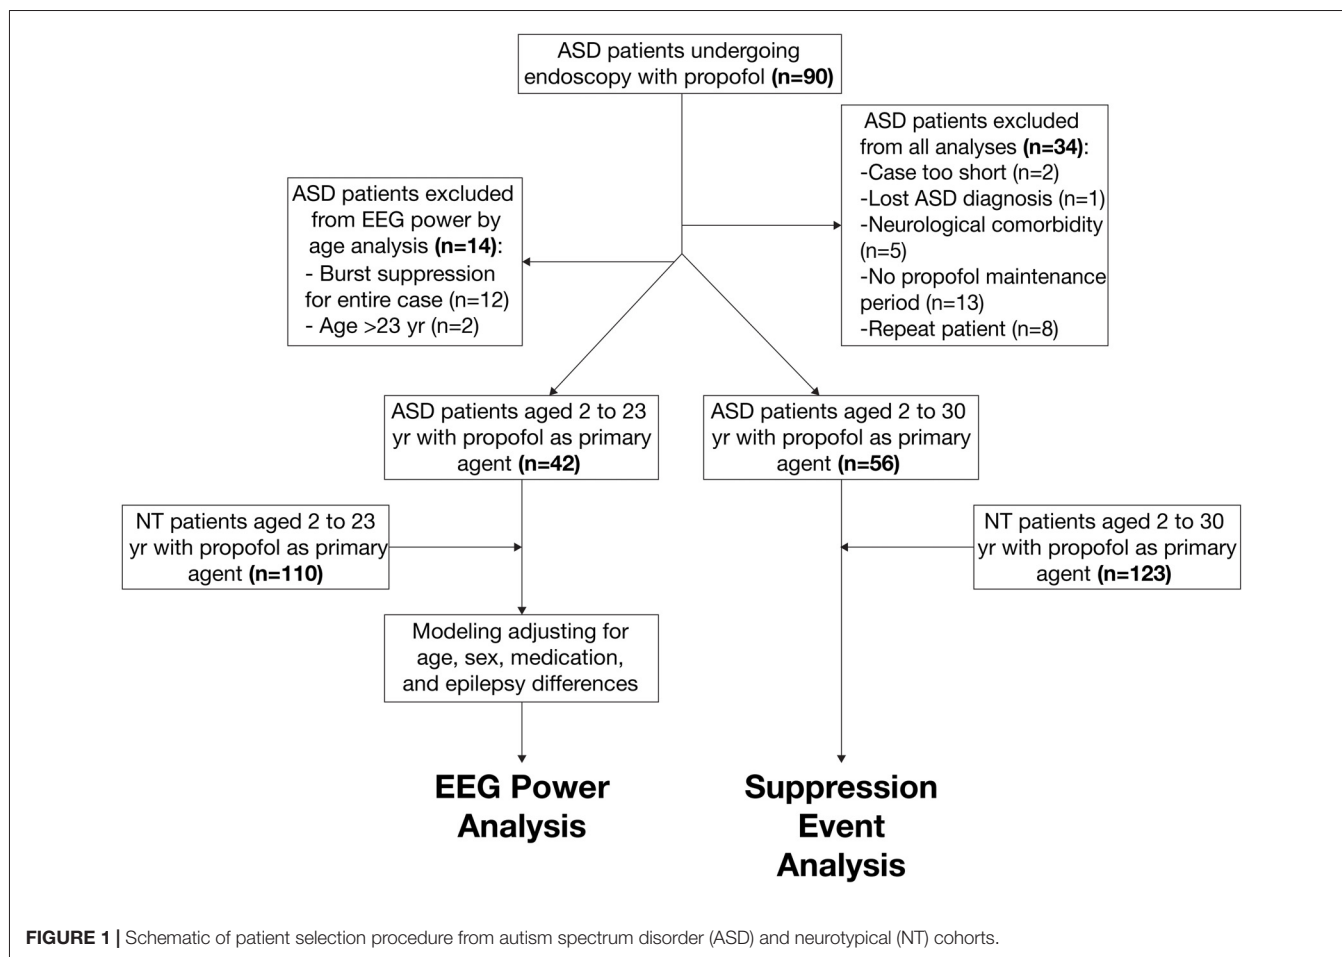 ASD patients undergoing
endoscopy with propofol (n=90)
ASD patients excluded
from all analyses (n=34):
-Case too short (n=2)
-Lost ASD diagnosis (n=1)
-Neurological comorbidity
(n=5)
-No propofol maintenance
period (n=13)
-Repeat patient (n=8)
ASD patients excluded
from EEG power by
age analysis (n=14):
- Burst suppression
for entire case (n=12)
- Age >23 yr (n=2)
ASD patients aged 2 to 23
yr with propofol as primary
agent (n=42)
ASD patients aged 2 to 30
yr with propofol as primary
agent (n=56)
NT patients aged 2 to 23
yr with propofol as primary
agent (n=110)
NT patients aged 2 to 30
yr with propofol as primary
agent (n=123)
Modeling adjusting for
age, sex, medication,
and epilepsy differences
EEG Power
Analysis
Suppression
Event
Analysis
FIGURE 1 | Schematic of patient selection procedure from autism spectrum disorder (ASD) and neurotypical (NT) cohorts.